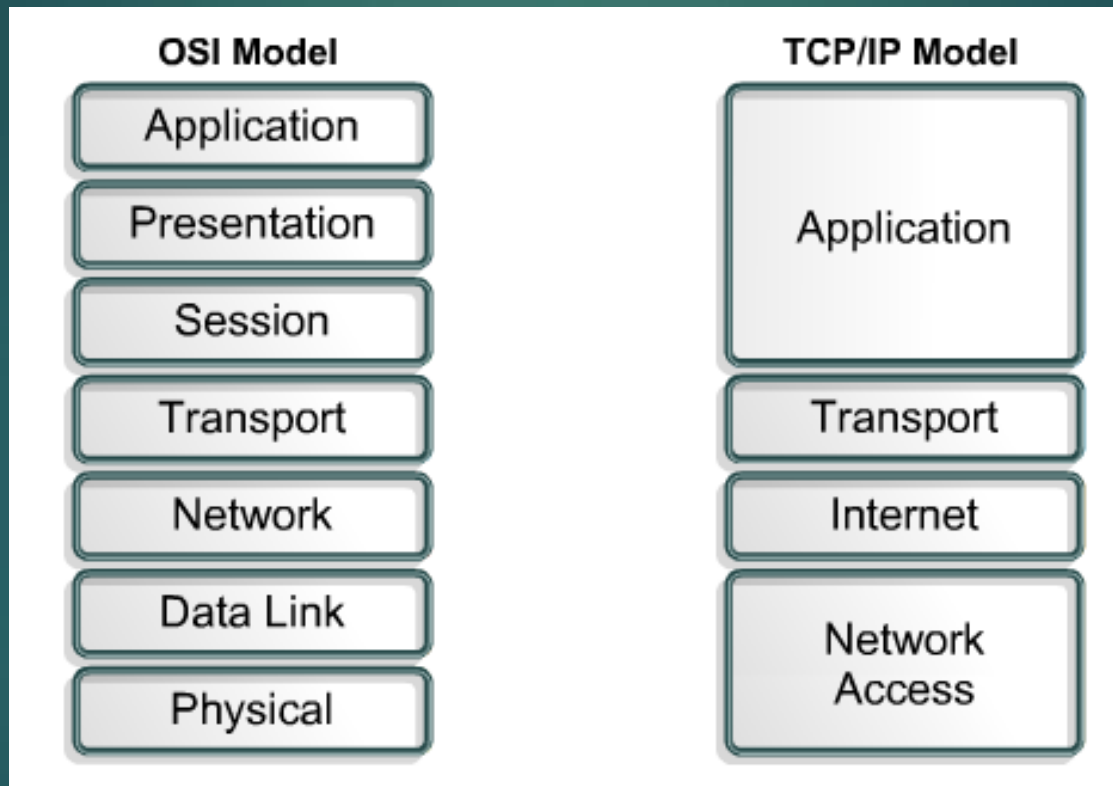 OSI Model
Application
Presentation
Session
Transport
Network
Data Link
Physical
TCP/IP Model
Application
Transport
Internet
Network
Access